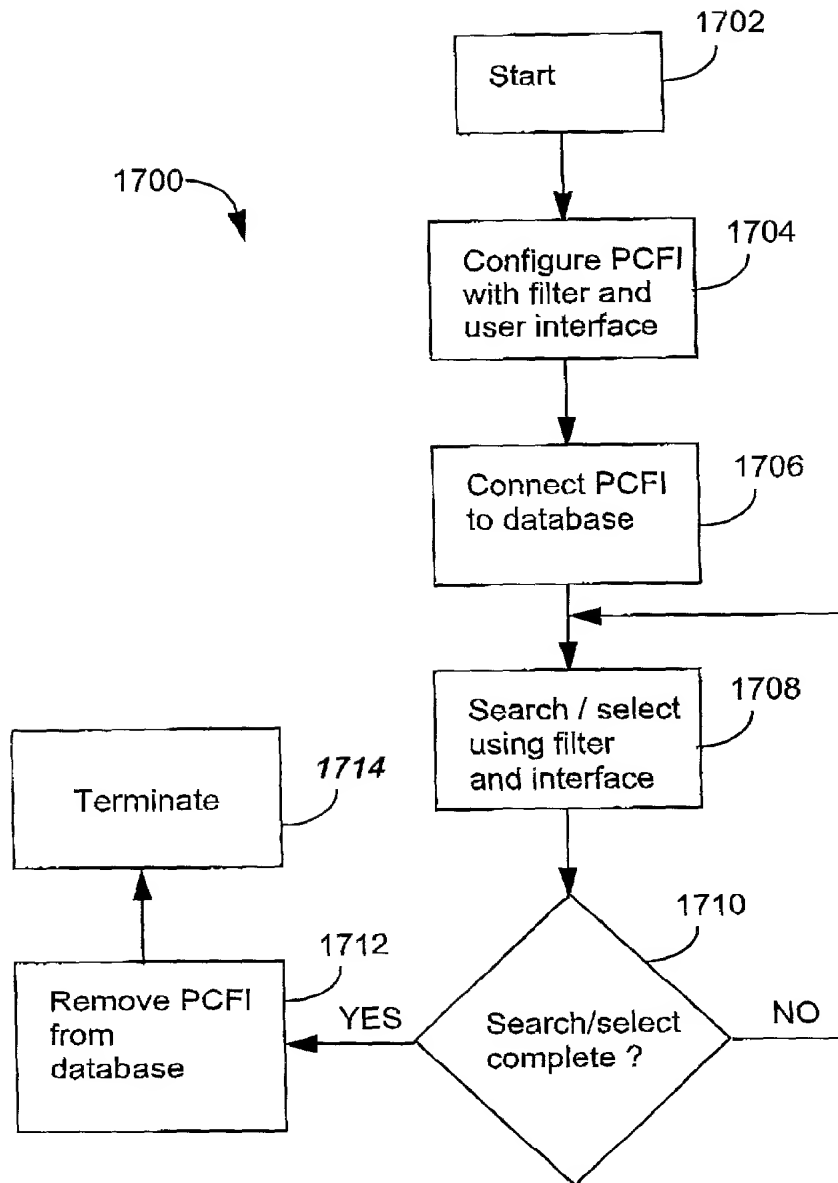 1702
Start
1700
1704
Configure PCFI
with filter and
user interface
1706
Connect PCFI
to database
1708
Search / select
using filter
and interface
1714
Terminate
1710
Search/select
complete ?
YES
NO
1712
Remove PCFI
from
database